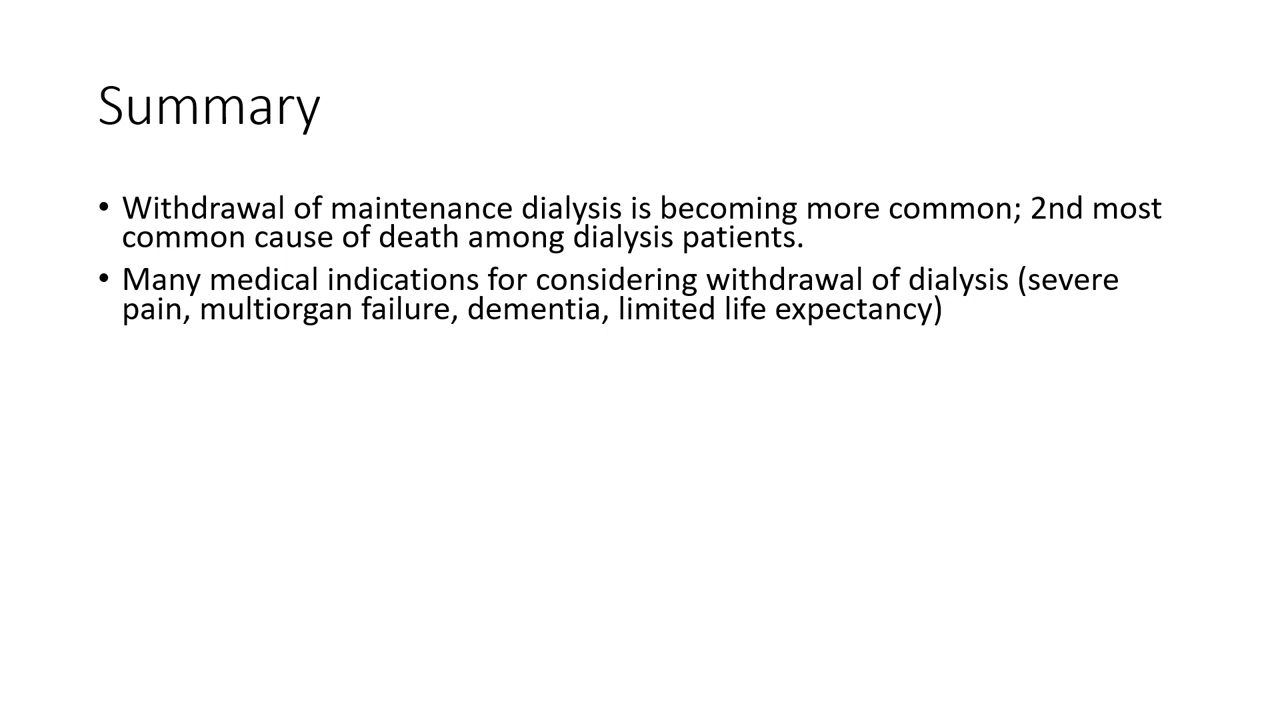 Summary
• Withdrawal of maintenance dialysis is becoming more common; 2nd most
common cause of death among dialysis patients.
• Many medical indications for considering withdrawal of dialysis (severe
pain, multiorgan failure, dementia, limited life expectancy)